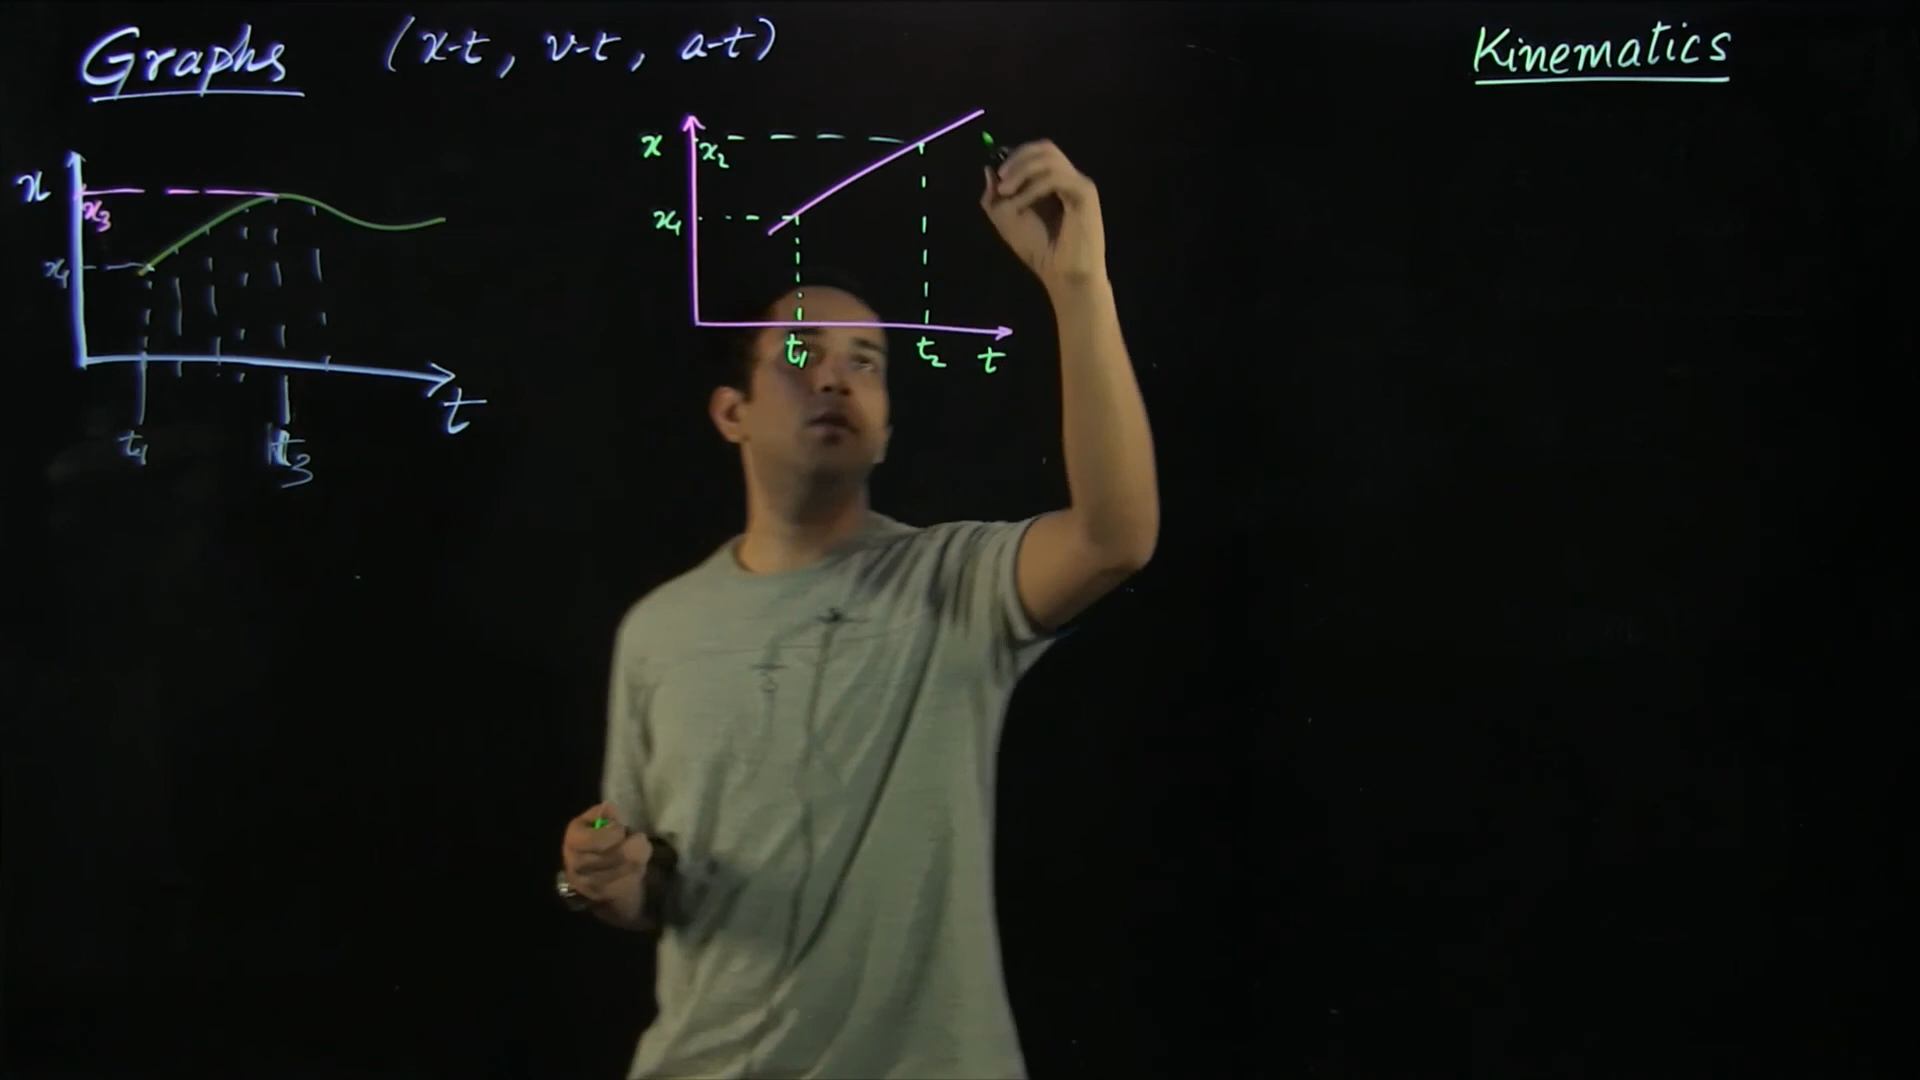 Graphs (x-t, v-t, a-t)
Kinematics
x
x₃
x₁
t₁
t₃
t
x
x₂
x₁
t₁
t₂
t